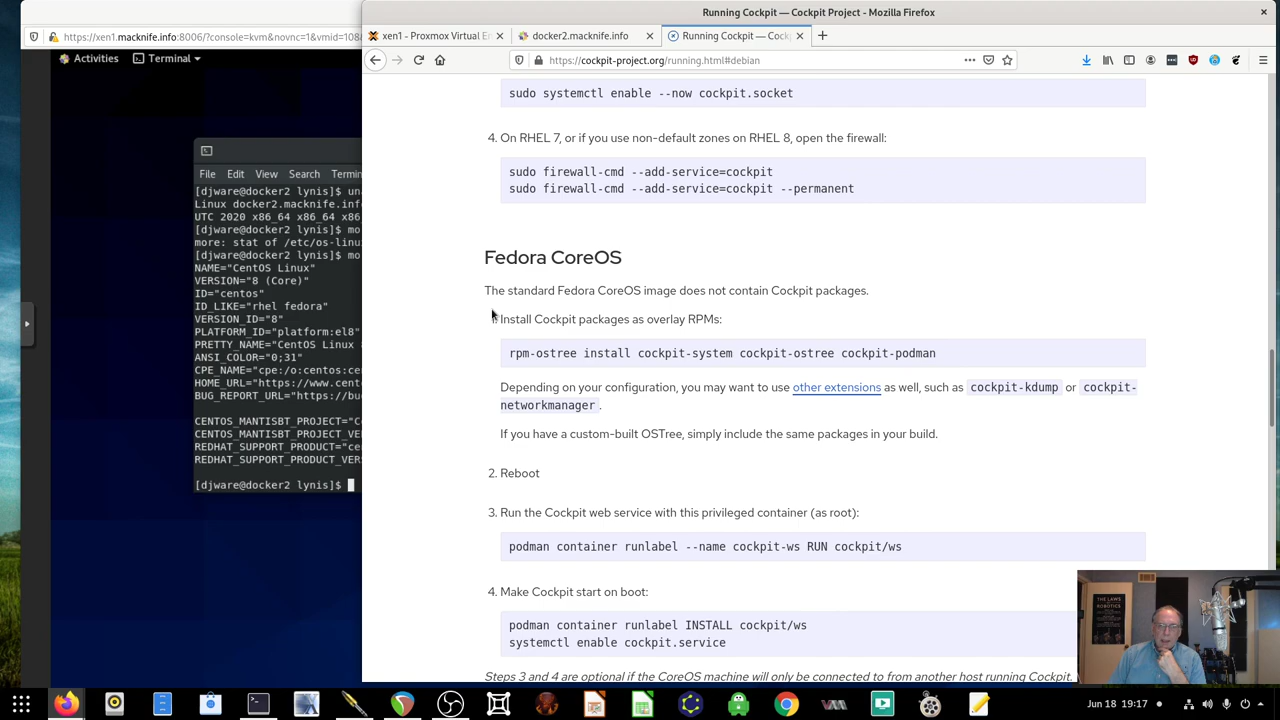 Running Cockpit — Cockpit Project - Mozilla Firefox
xen1 - Proxmox Virtual En
docker2.macknife.info
Running Cockpit — Cockp
https://xen1.macknife.info:8006/?console=kvm&novnc=1&vmid=108
https://cockpit-project.org/running.html#debian
Activities
Terminal
File Edit View Search Termin
[djware@docker2 lynis]$ un
Linux docker2.macknife.inf
UTC 2020 x86_64 x86_64 x86
[djware@docker2 lynis]$ mo
more: stat of /etc/os-linu
[djware@docker2 lynis]$ mo
NAME="CentOS Linux"
VERSION="8 (Core)"
ID="centos"
ID_LIKE="rhel fedora"
VERSION_ID="8"
PLATFORM_ID="platform:el8"
PRETTY_NAME="CentOS Linux
ANSI_COLOR="0;31"
CPE_NAME="cpe:/o:centos:ce
HOME_URL="https://www.cent
BUG_REPORT_URL="https://bu
CENTOS_MANTISBT_PROJECT="C
CENTOS_MANTISBT_PROJECT_VE
REDHAT_SUPPORT_PRODUCT="ce
REDHAT_SUPPORT_PRODUCT_VER
[djware@docker2 lynis]$
sudo systemctl enable --now cockpit.socket
4. On RHEL 7, or if you use non-default zones on RHEL 8, open the firewall:
sudo firewall-cmd --add-service=cockpit
sudo firewall-cmd --add-service=cockpit --permanent
Fedora CoreOS
The standard Fedora CoreOS image does not contain Cockpit packages.
Install Cockpit packages as overlay RPMs:
rpm-ostree install cockpit-system cockpit-ostree cockpit-podman
Depending on your configuration, you may want to use other extensions as well, such as cockpit-kdump or cockpit-
networkmanager .
If you have a custom-built OSTree, simply include the same packages in your build.
2. Reboot
3. Run the Cockpit web service with this privileged container (as root):
podman container runlabel --name cockpit-ws RUN cockpit/ws
4. Make Cockpit start on boot:
podman container runlabel INSTALL cockpit/ws
systemctl enable cockpit.service
Steps 3 and 4 are optional if the CoreOS machine will only be connected to from another host running Cockpit.
THE LAWS
ROBOTICS
Jun 18 19:17